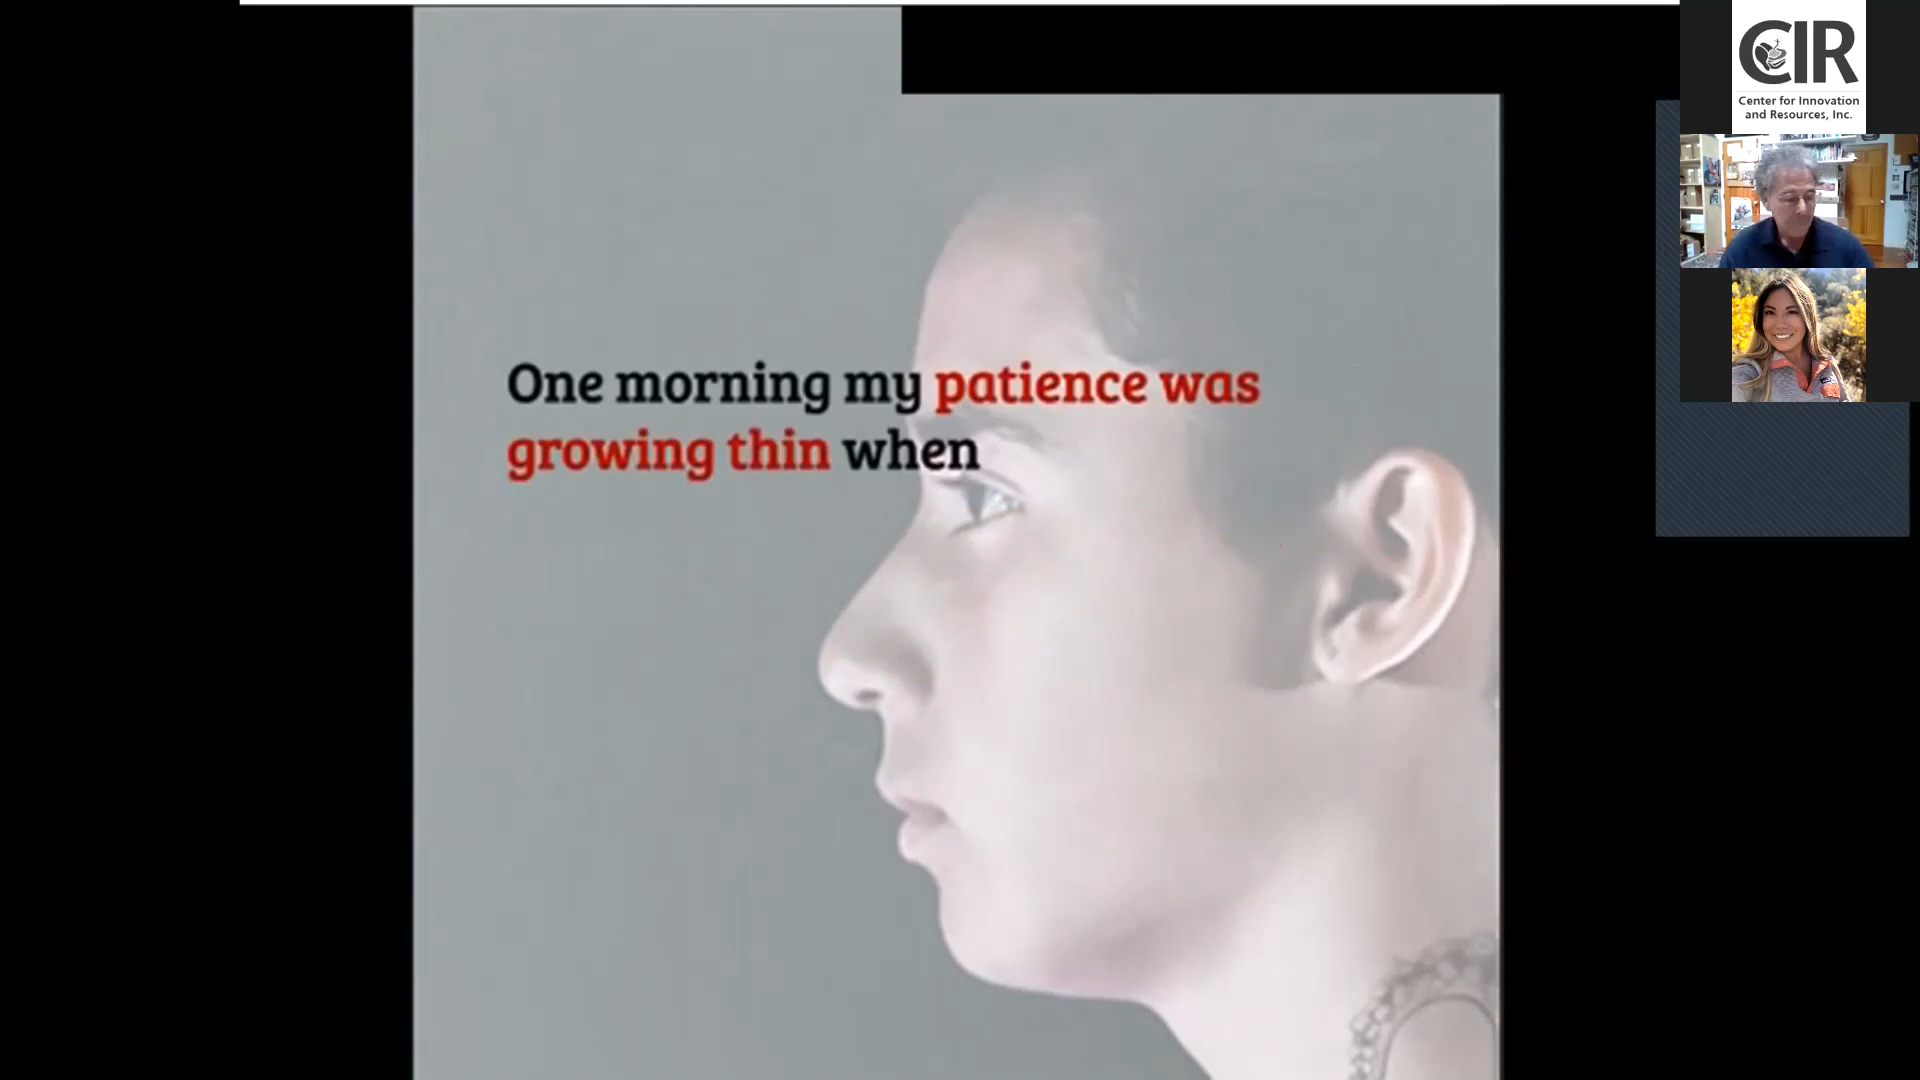 One morning my patience was
growing thin when
CIR
Center for Innovation
and Resources, Inc.